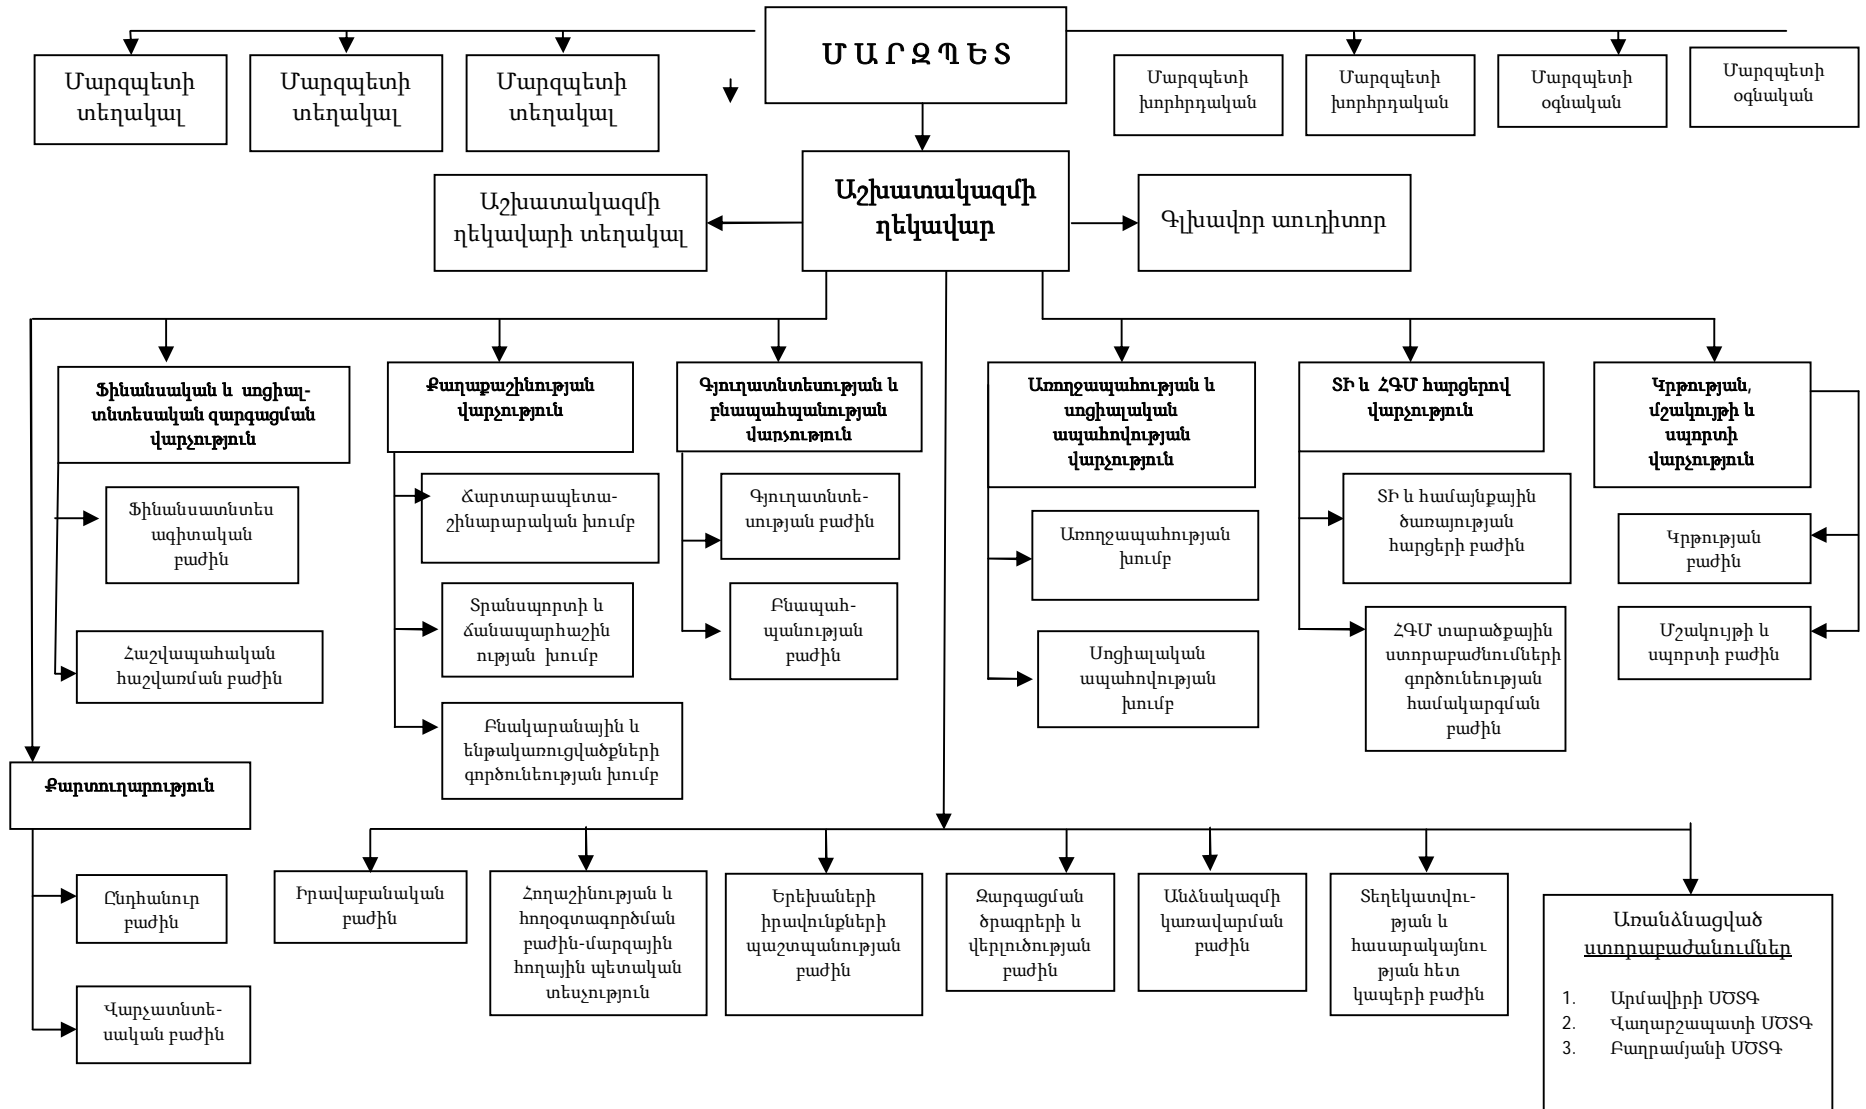 ՄԱՐԶՊԵՏ
Մարզպետի
տեղակալ
Մարզպետի
տեղակալ
Մարզպետի
տեղակալ
Մարզպետի
խորհրդական
Մարզպետի
խորհրդական
Մարզպետի
օգնական
Մարզպետի
օգնական
Աշխատակազմի
ղեկավարի տեղակալ
Աշխատակազմի
ղեկավար
Գլխավոր աուդիտոր
Ֆինանսական և սոցիալ-
տնտեսական զարգացման
վարչություն
Քաղաքաշինության
վարչություն
Գյուղատնտեսության և
բնապահպանության
վարչություն
Առողջապահության և
սոցիալական
ապահովության
վարչություն
ՏԻ և ՀԳՄ հարցերով
վարչություն
Կրթության,
մշակույթի և
սպորտի
վարչություն
Ֆինանսատնտես
ագիտական
բաժին
Հաշվապահական
հաշվառման բաժին
Ճարտարապետա-
շինարարական խումբ
Տրանսպորտի և
ճանապարհաշին
ության խումբ
Բնակարանային և
ենթակառուցվածքների
գործունեության խումբ
Գյուղատնտե-
սության բաժին
Բնապահ-
պանության
բաժին
Առողջապահության
խումբ
Սոցիալական
ապահովության
խումբ
ՏԻ և համայնքային
ծառայության
հարցերի բաժին
ՀԳՄ տարածքային
ստորաբաժնումների
գործունեության
համակարգման
բաժին
Կրթության
բաժին
Մշակույթի և
սպորտի բաժին
Քարտուղարություն
Ընդհանուր
բաժին
Վարչատնտե-
սական բաժին
Իրավաբանական
բաժին
Հողաշինության և
հողօգտագործման
բաժին-մարզային
հողային պետական
տեսչություն
Երեխաների
իրավունքների
պաշտպանության
բաժին
Զարգացման
ծրագրերի և
վերլուծության
բաժին
Անձնակազմի
կառավարման
բաժին
Տեղեկատվու-
թյան և
հասարակայնու
թյան հետ
կապերի բաժին
Առանձնացված
ստորաբաժանումներ
1. Արմավիրի ՍԾՏԳ
2. Վաղարշապատի ՍԾՏԳ
3. Բաղրամյանի ՍԾՏԳ